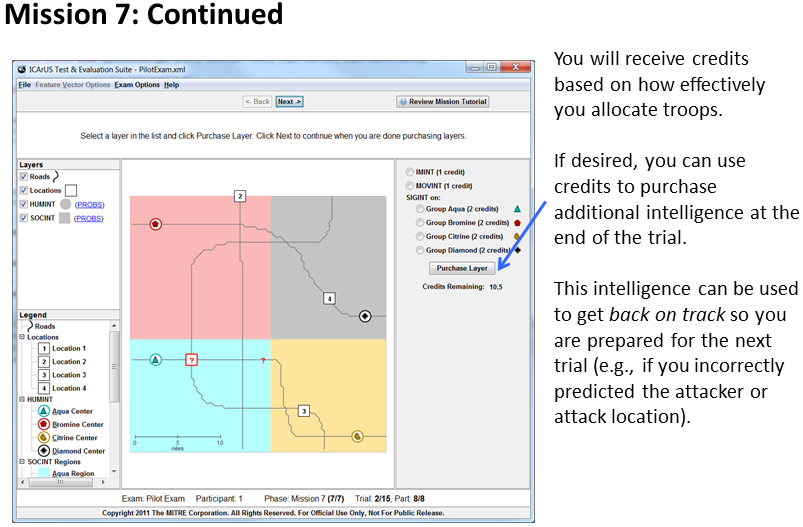 Mission 7: Continued
ICArUS Test & Evaluation Suite - PilotExam.xml
File Feature Vector Options Exam Options Help
<- Back Next -> Review Mission Tutorial
Select a layer in the list and click Purchase Layer. Click Next to continue when you are done purchasing layers.
Layers
Roads
Locations
HUMINT (PROBS)
SOCINT (PROBS)
Legend
Roads
Locations
1 Location 1
2 Location 2
3 Location 3
4 Location 4
HUMINT
Aqua Center
Bromine Center
Citrine Center
Diamond Center
SOCINT Regions
Aqua Region
2
4
?
?
3
0 5 10
miles
IMINT (1 credit)
MOVINT (1 credit)
SIGINT on:
Group Aqua (2 credits)
Group Bromine (2 credits)
Group Citrine (2 credits)
Group Diamond (2 credits)
Purchase Layer
Credits Remaining: 10.5
Exam: Pilot Exam Participant: 1 Phase: Mission 7 (7/7) Trial: 2/15, Part: 8/8
Copyright 2011 The MITRE Corporation. All Rights Reserved. For Official Use Only, Not For Public Release.
You will receive credits
based on how effectively
you allocate troops.
If desired, you can use
credits to purchase
additional intelligence at the
end of the trial.
This intelligence can be used
to get back on track so you
are prepared for the next
trial (e.g., if you incorrectly
predicted the attacker or
attack location).